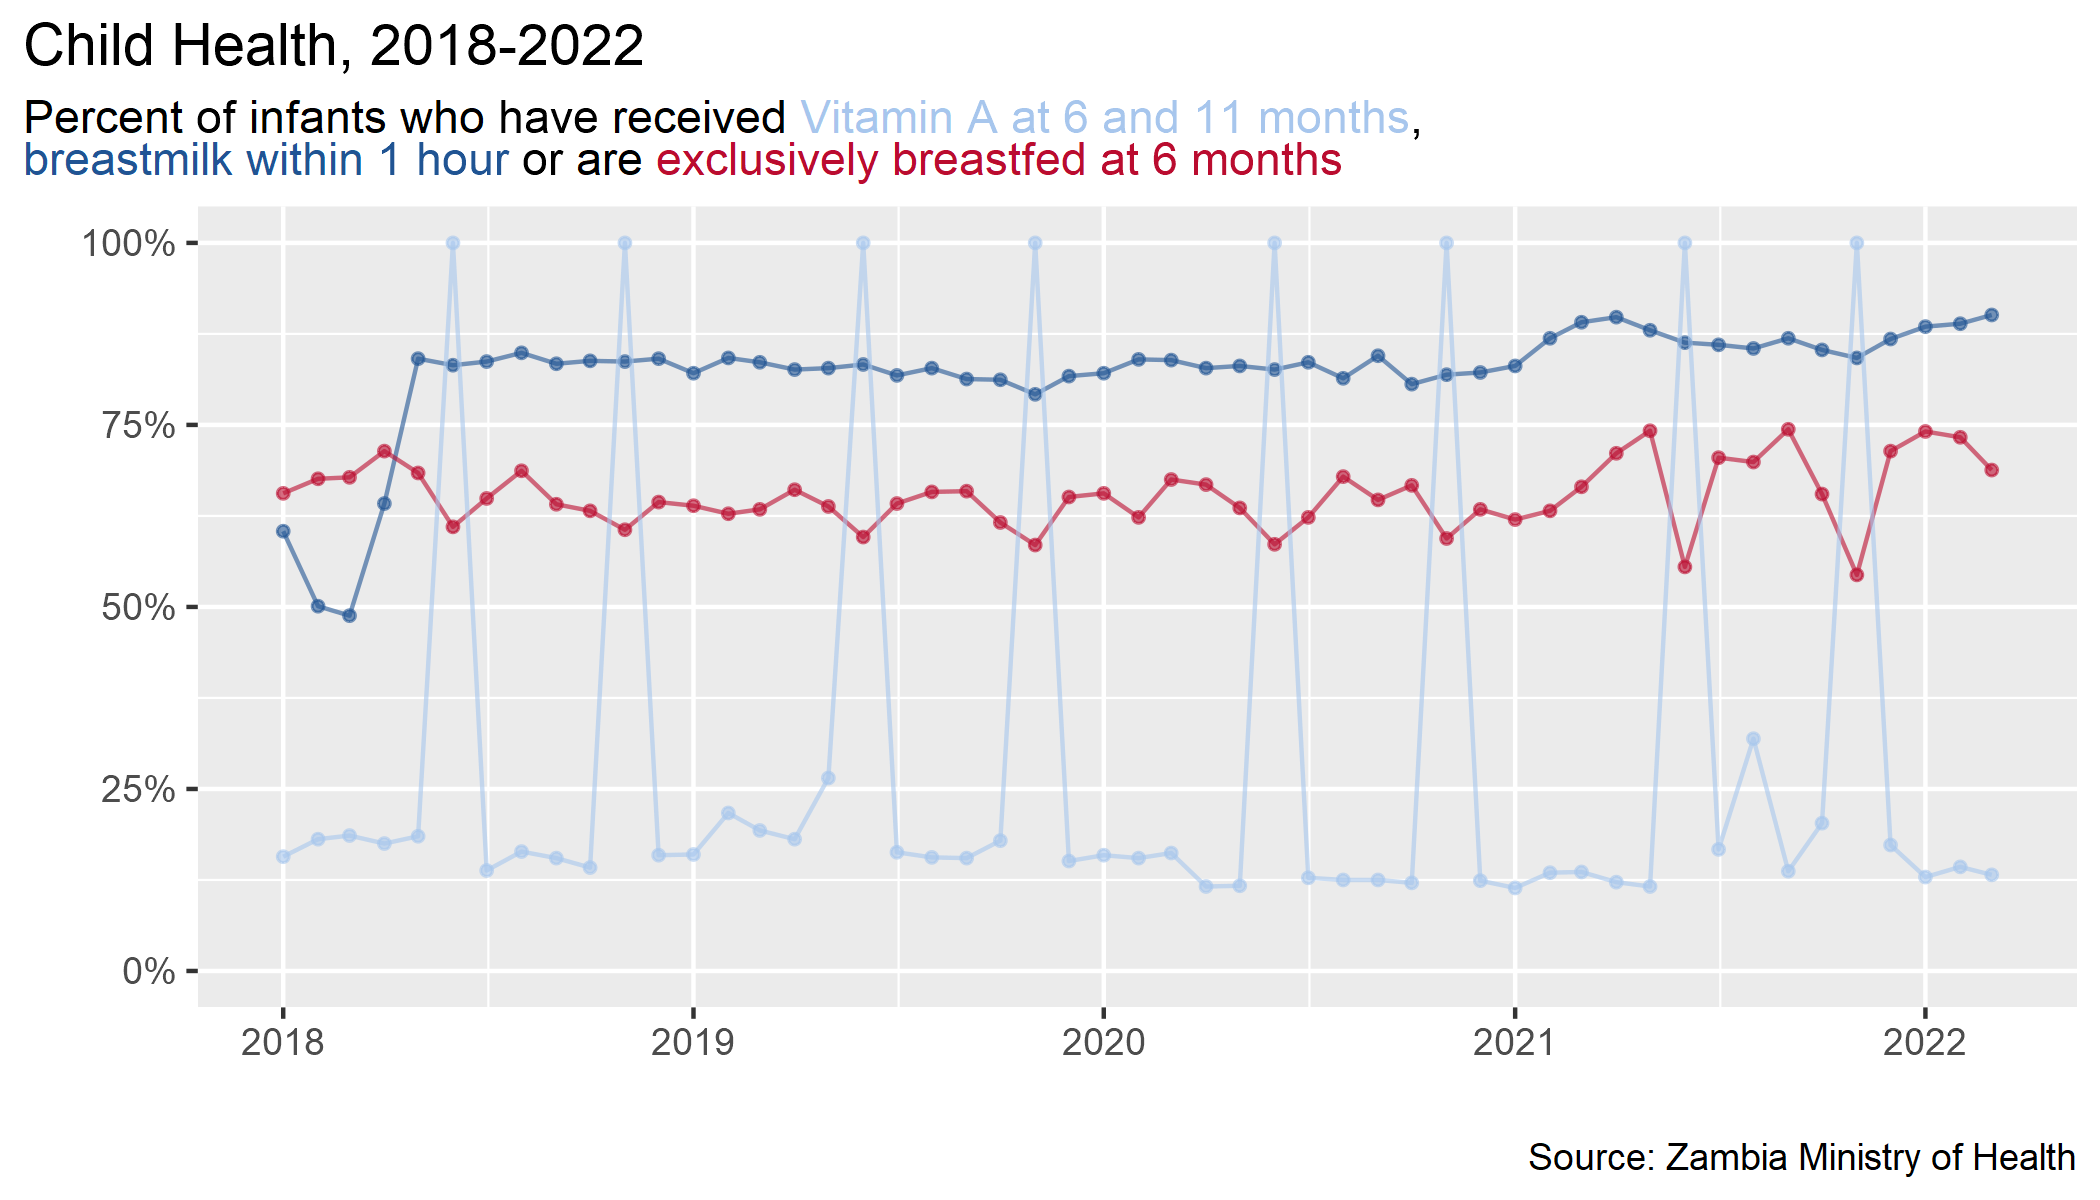 Child Health, 2018-2022
Percent of infants who have received Vitamin A at 6 and 11 months,
breastmilk within 1 hour or are exclusively breastfed at 6 months
100%
75%
50%
25%
0%
2018 2019 2020 2021 2022
Source: Zambia Ministry of Health